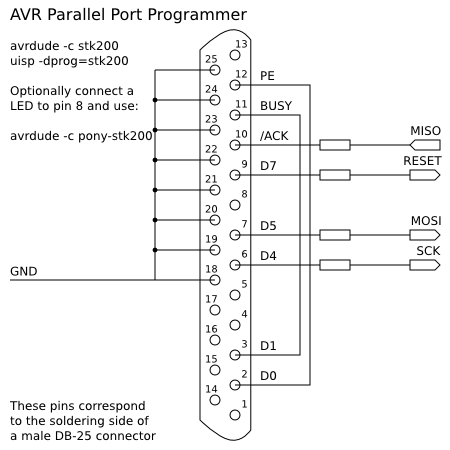 AVR Parallel Port Programmer
avrdude -c stk200
uisp -dprog=stk200
Optionally connect a
LED to pin 8 and use:
avrdude -c pony-stk200
13
25
12 PE
24
11 BUSY
23
10 /ACK MISO
22
9 D7 RESET
21
8
20
7 D5 MOSI
19
6 D4 SCK
GND 18
5
17
4
16
3 D1
15
2 D0
14
1
These pins correspond
to the soldering side of
a male DB-25 connector